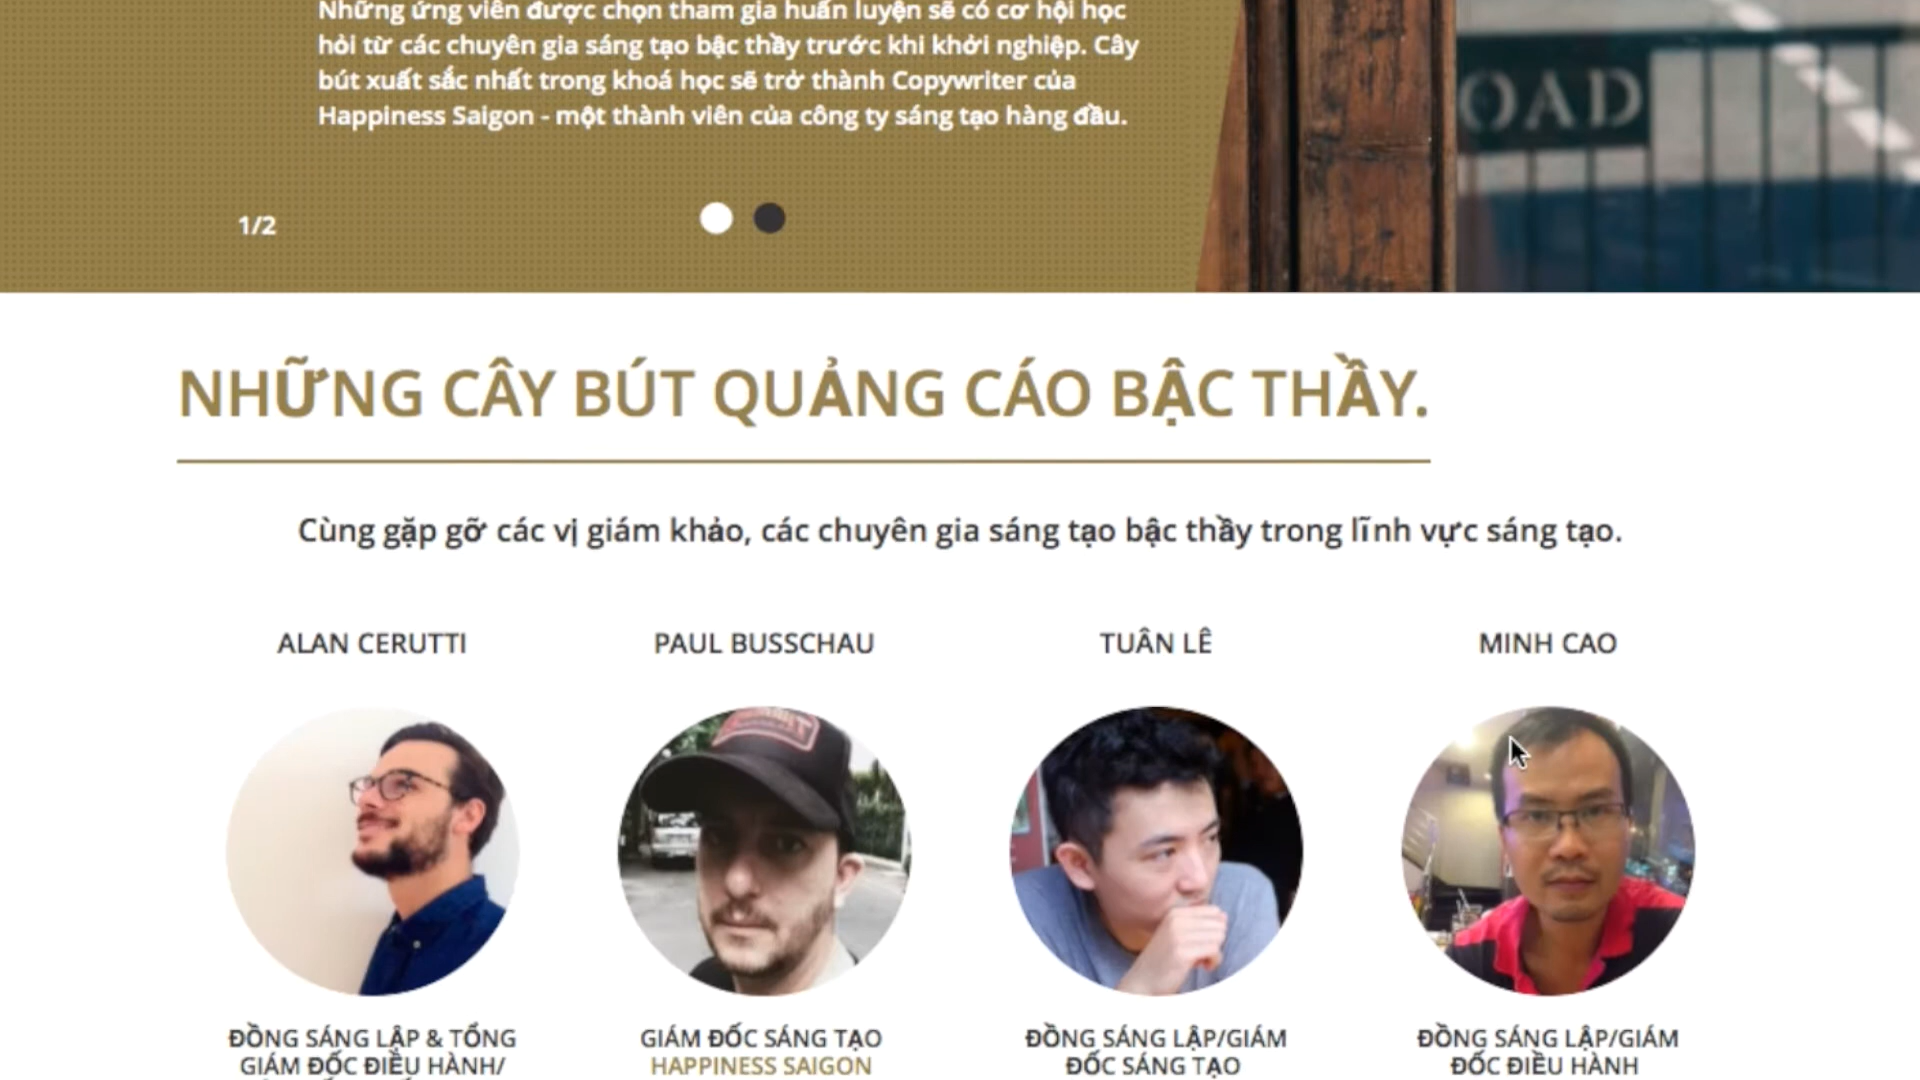 Những ứng viên được chọn tham gia huấn luyện sẽ có cơ hội học
hỏi từ các chuyên gia sáng tạo bậc thầy trước khi khởi nghiệp. Cây
bút xuất sắc nhất trong khoá học sẽ trở thành Copywriter của
Happiness Saigon - một thành viên của công ty sáng tạo hàng đầu.
OAD
1/2
NHỮNG CÂY BÚT QUẢNG CÁO BẬC THẦY.
Cùng gặp gỡ các vị giám khảo, các chuyên gia sáng tạo bậc thầy trong lĩnh vực sáng tạo.
ALAN CERUTTI
PAUL BUSSCHAU
TUÂN LÊ
MINH CAO
ĐỒNG SÁNG LẬP & TỔNG
GIÁM ĐỐC ĐIỀU HÀNH/
GIÁM ĐỐC SÁNG TẠO
HAPPINESS SAIGON
ĐỒNG SÁNG LẬP/GIÁM
ĐỐC SÁNG TẠO
ĐỒNG SÁNG LẬP/GIÁM
ĐỐC ĐIỀU HÀNH